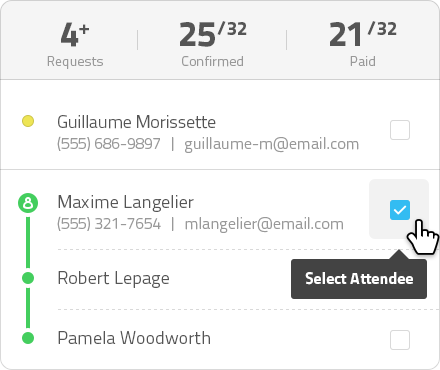 4+ 25/32 21/32
Requests Confirmed Paid
Guillaume Morissette
(555) 686-9897 | guillaume-m@email.com
Maxime Langelier
(555) 321-7654 | mlangelier@email.com
Robert Lepage
Select Attendee
Pamela Woodworth